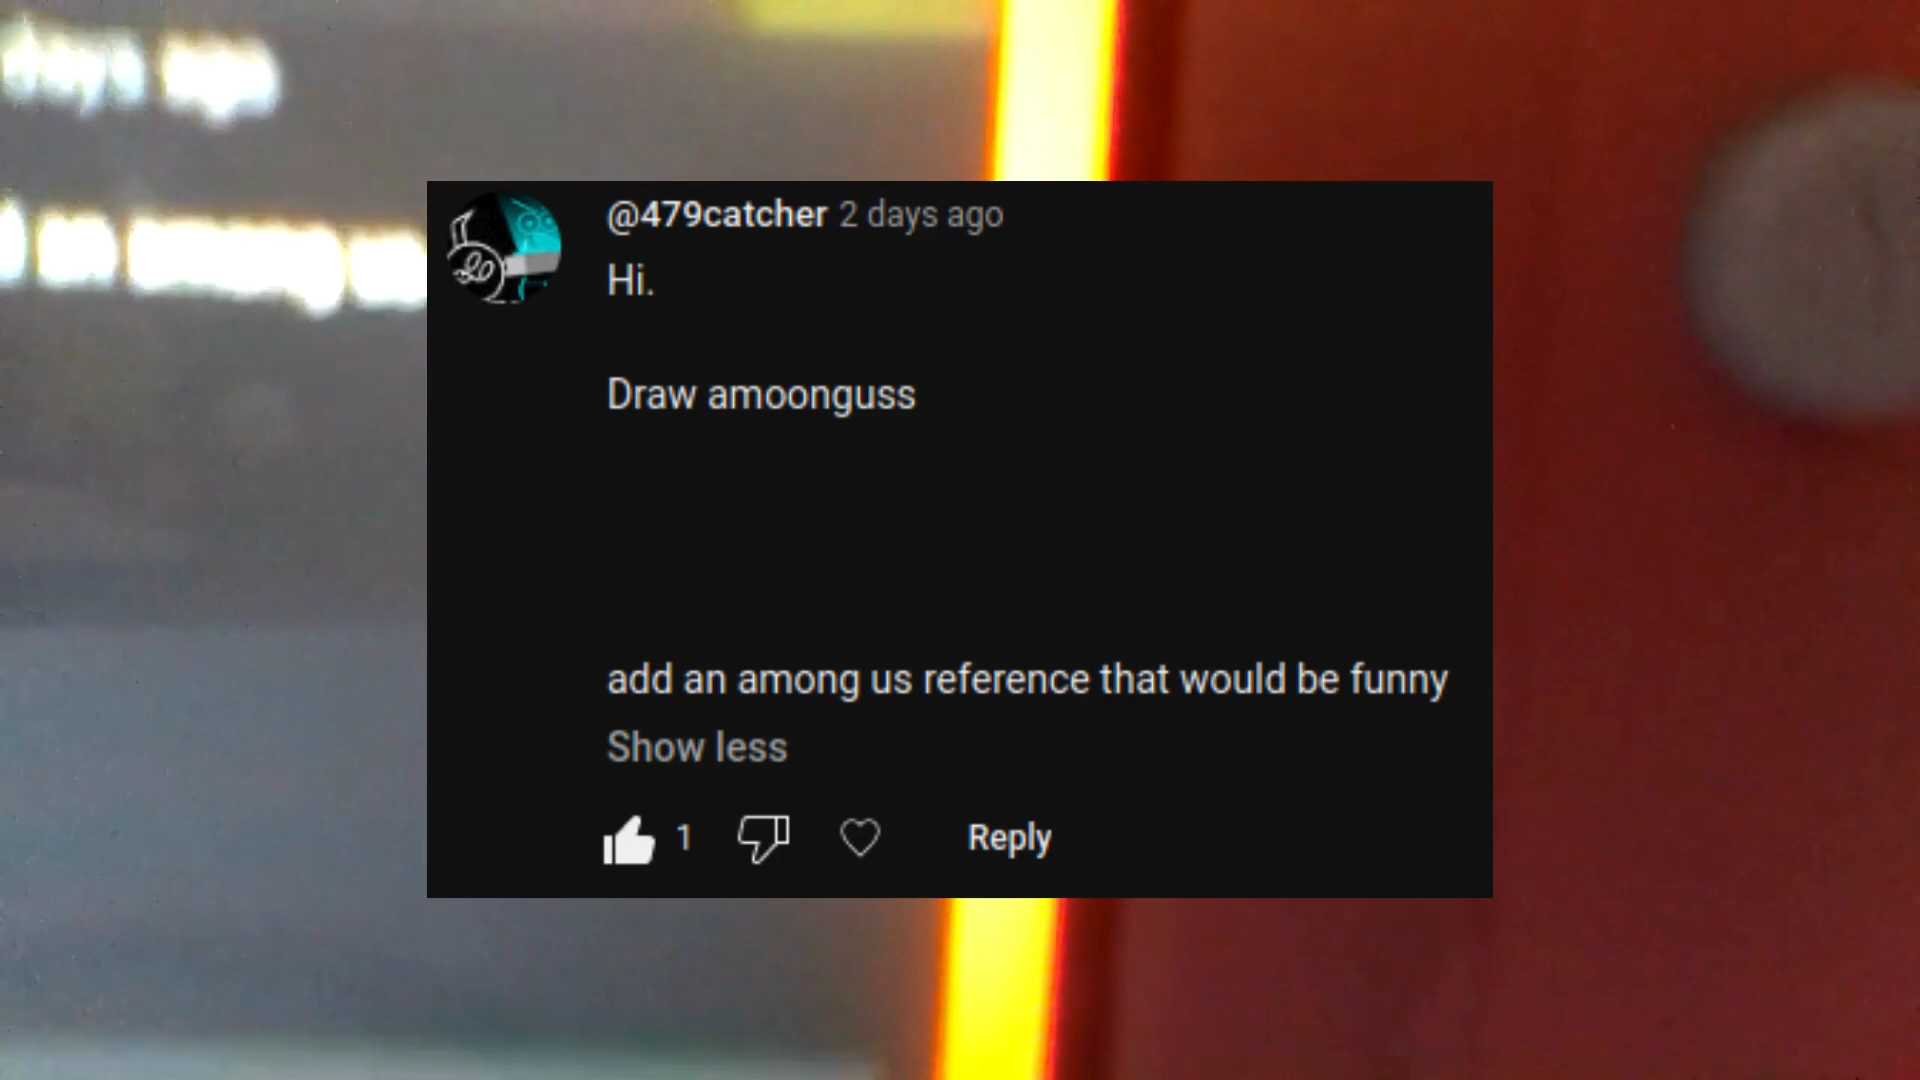 @479catcher 2 days ago
Hi.
Draw amoonguss
add an among us reference that would be funny
Show less
1
Reply